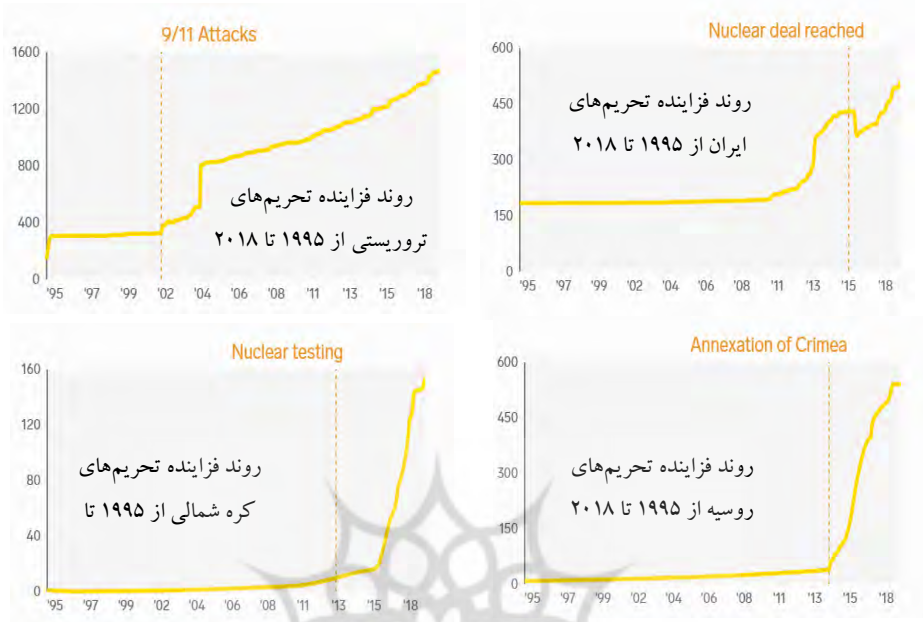 9/11 Attacks
1600
1200
800
400
0
'95 '97 '99 '02 '04 '06 '08 '11 '13 '15 '18
روند فزاینده تحریم‌های
تروریستی از ۱۹۹۵ تا ۲۰۱۸
Nuclear deal reached
600
450
300
150
0
'95 '97 '99 '02 '04 '06 '08 '11 '13 '15 '18
روند فزاینده تحریم‌های
ایران از ۱۹۹۵ تا ۲۰۱۸
Nuclear testing
160
120
80
40
0
'95 '97 '99 '02 '04 '06 '08 '11 '13 '15 '18
روند فزاینده تحریم‌های
کره شمالی از ۱۹۹۵ تا
Annexation of Crimea
600
450
300
150
0
'95 '97 '99 '02 '04 '06 '08 '11 '13 '15 '18
روند فزاینده تحریم‌های
روسیه از ۱۹۹۵ تا ۲۰۱۸